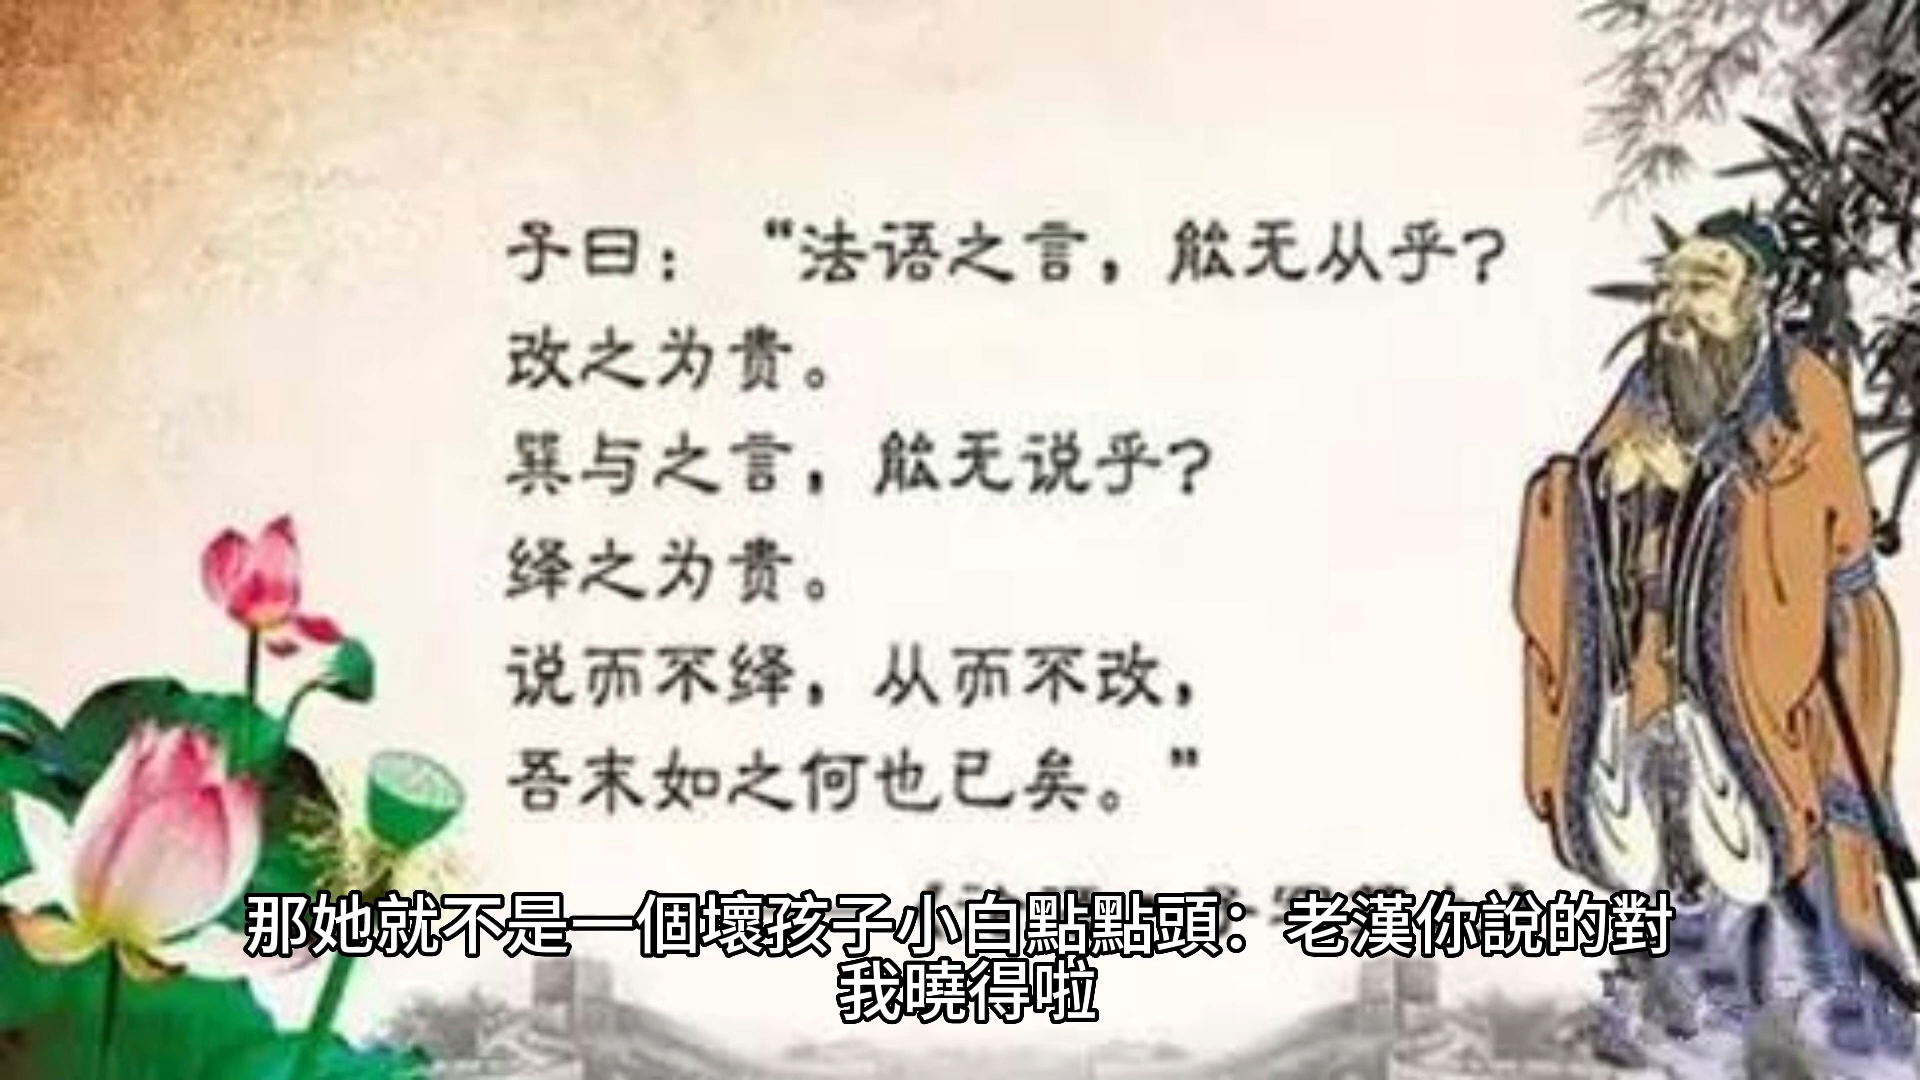 子曰：“法语之言，能无从乎？
改之为贵。
巽与之言，能无说乎？
绎之为贵。
说而不绎，从而不改，
吾末如之何也已矣。”
那她就不是一個壞孩子小白點點頭：老漢你說的對
我曉得啦